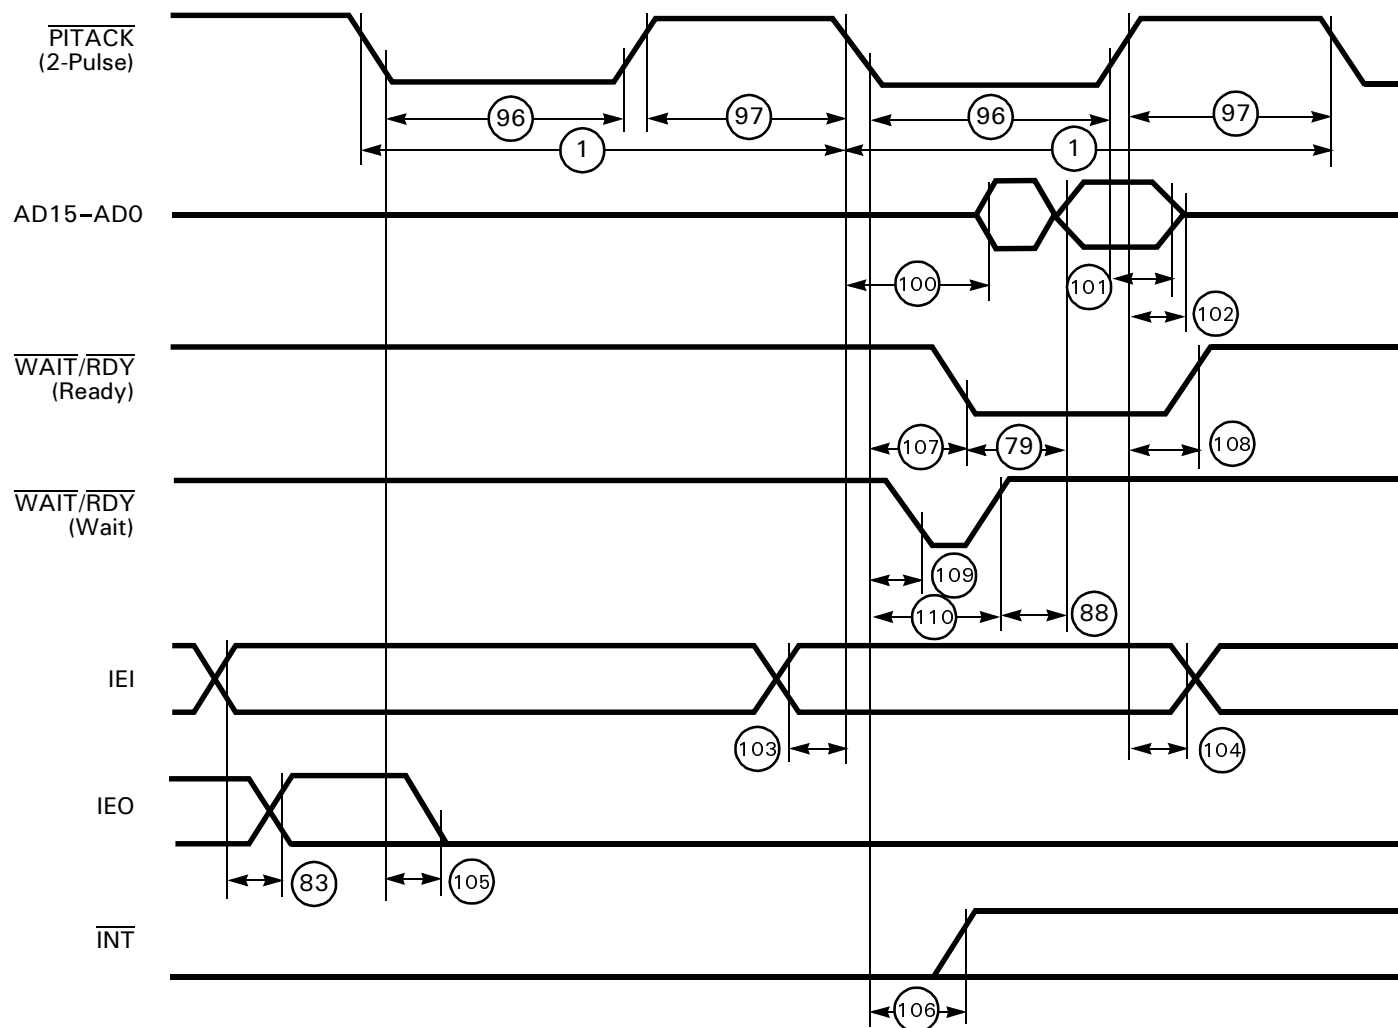 PITACK
(2-Pulse)
96
97
96
97
1
1
AD15–AD0
100
101
102
WAIT/RDY
(Ready)
107
79
108
WAIT/RDY
(Wait)
109
110
88
IEI
103
104
IEO
83
105
INT
106